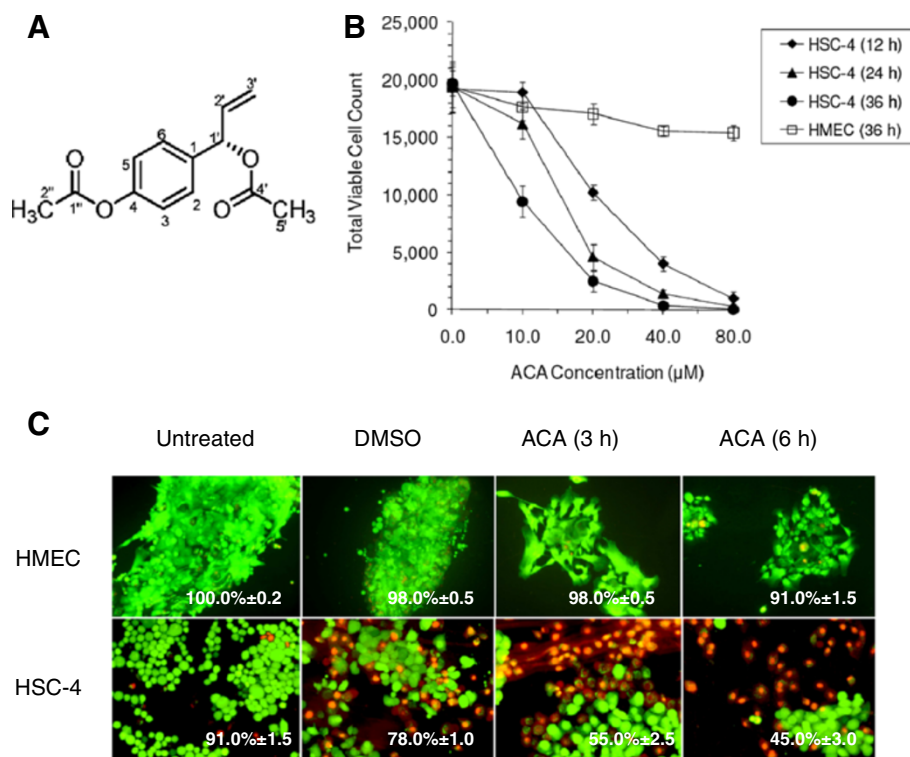 A
B
3'
2'
6
1'
1
O
5
O
H₃C
2"
1"
O
4
3
2
O
4'
CH₃
5'
Total Viable Cell Count
25,000
20,000
15,000
10,000
5,000
0
0.0 10.0 20.0 40.0 80.0
ACA Concentration (µM)
HSC-4 (12 h)
HSC-4 (24 h)
HSC-4 (36 h)
HMEC (36 h)
C
Untreated DMSO ACA (3 h) ACA (6 h)
HMEC
100.0%±0.2 98.0%±0.5 98.0%±0.5 91.0%±1.5
HSC-4
91.0%±1.5 78.0%±1.0 55.0%±2.5 45.0%±3.0